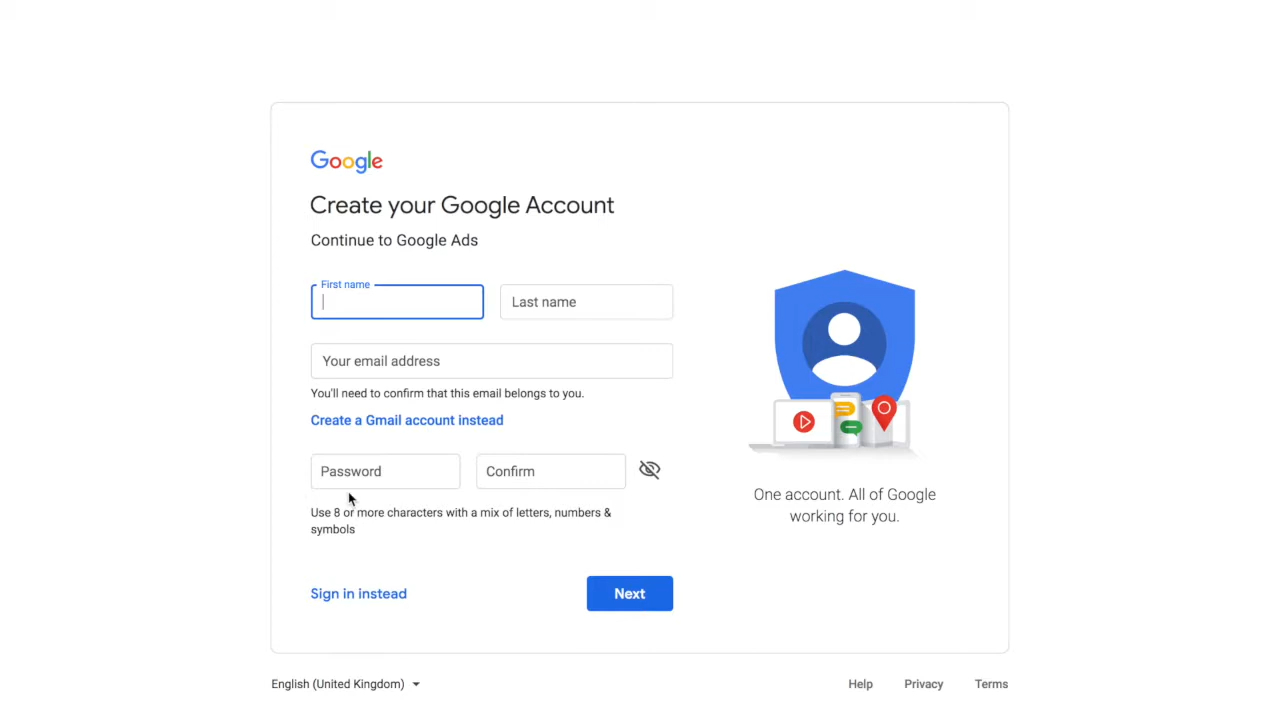 Google
Create your Google Account
Continue to Google Ads
First name
Last name
Your email address
You'll need to confirm that this email belongs to you.
Create a Gmail account instead
Password
Confirm
Use 8 or more characters with a mix of letters, numbers &
symbols
One account. All of Google
working for you.
Sign in instead
Next
English (United Kingdom)
Help
Privacy
Terms